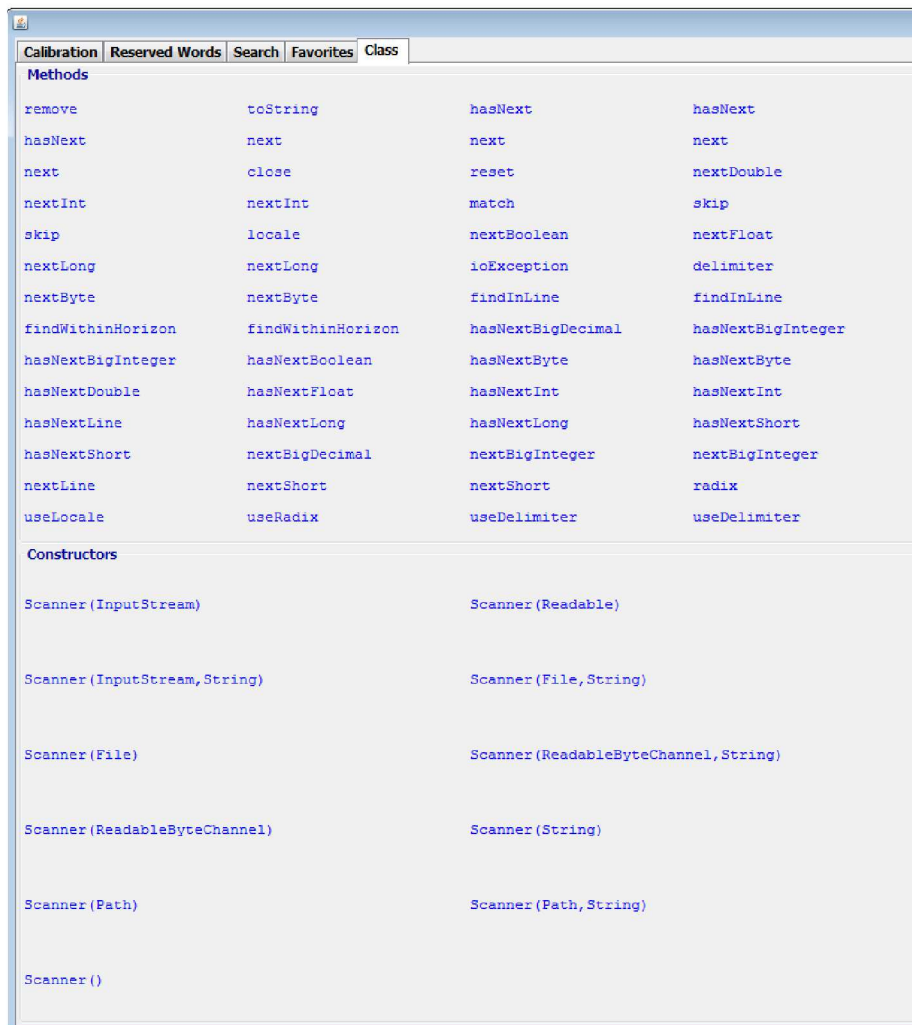 Calibration Reserved Words Search Favorites Class
Methods
remove toString hasNext hasNext
hasNext next next next
next close reset nextDouble
nextInt nextInt match skip
skip locale nextBoolean nextFloat
nextLong nextLong ioException delimiter
nextByte nextByte findInLine findInLine
findWithinHorizon findWithinHorizon hasNextBigDecimal hasNextBigInteger
hasNextBigInteger hasNextBoolean hasNextByte hasNextByte
hasNextDouble hasNextFloat hasNextInt hasNextInt
hasNextLine hasNextLong hasNextLong hasNextShort
hasNextShort nextBigDecimal nextBigInteger nextBigInteger
nextLine nextShort nextShort radix
useLocale useRadix useDelimiter useDelimiter
Constructors
Scanner(InputStream) Scanner(Readable)
Scanner(InputStream,String) Scanner(File,String)
Scanner(File) Scanner(ReadableByteChannel,String)
Scanner(ReadableByteChannel) Scanner(String)
Scanner(Path) Scanner(Path,String)
Scanner()